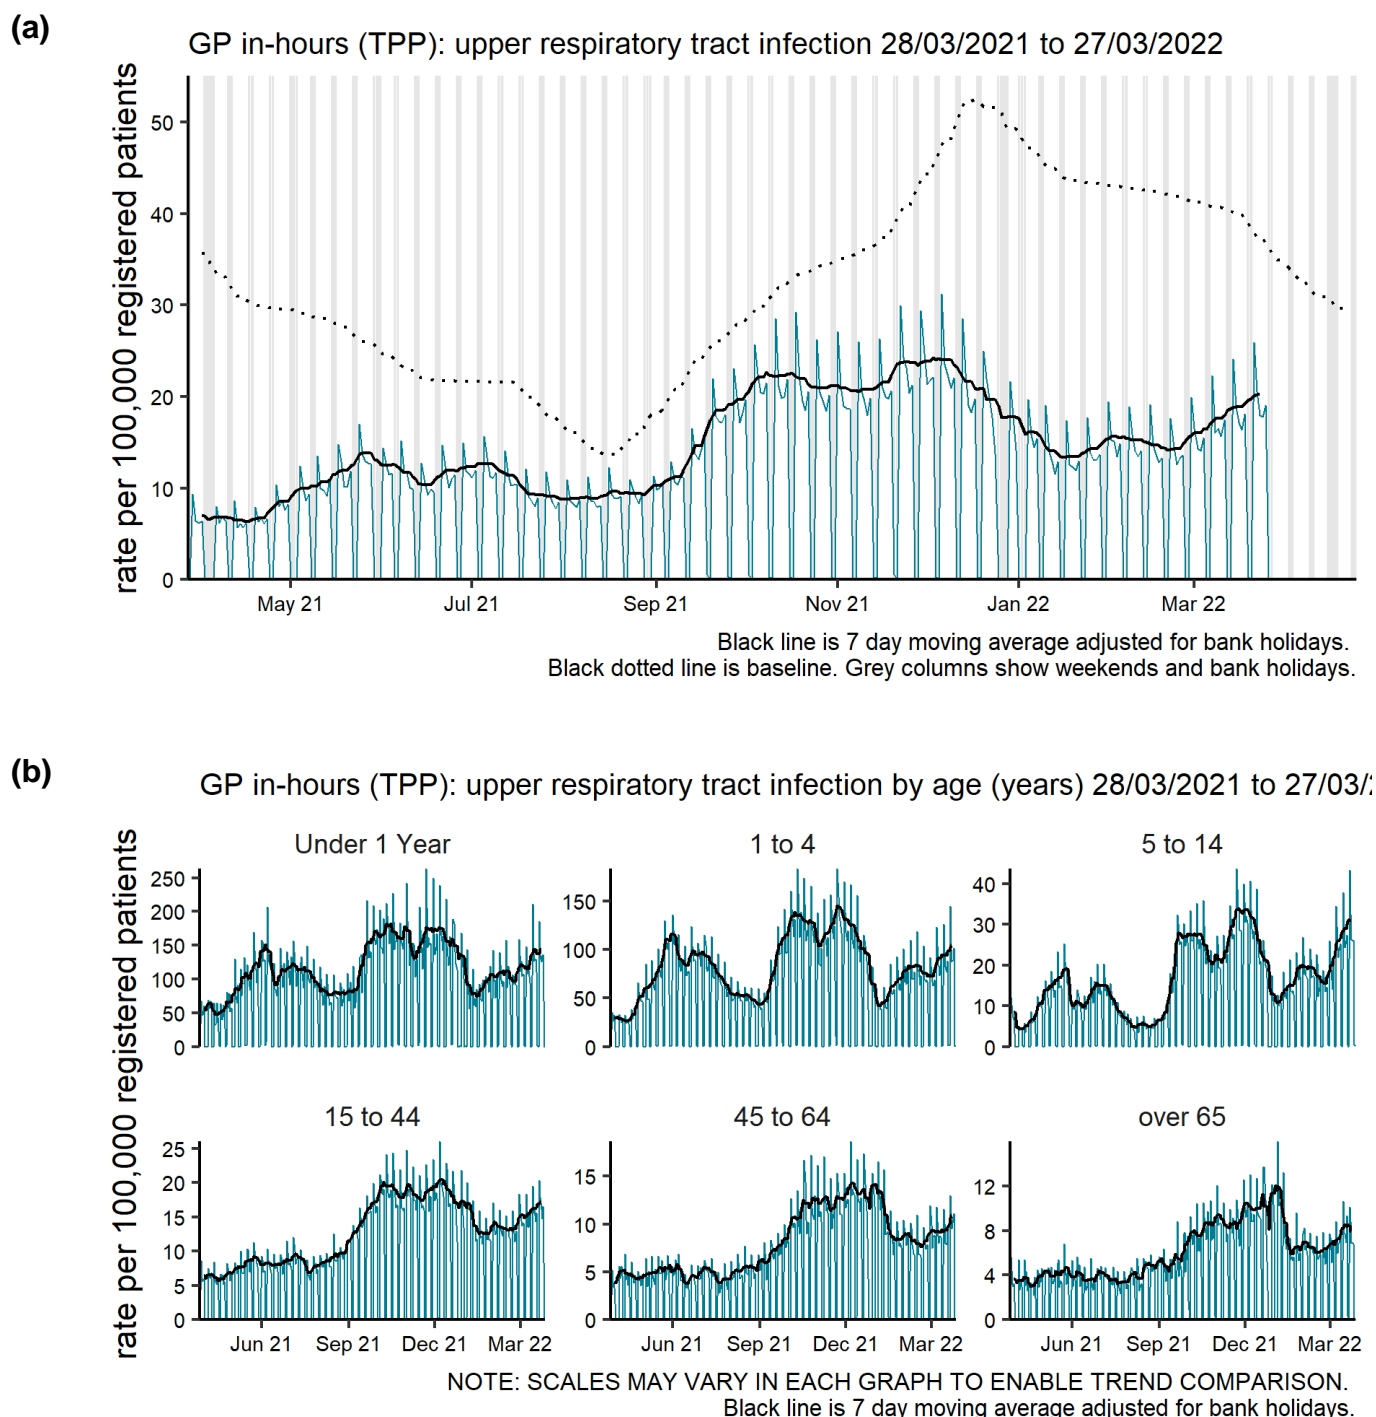 (a)
GP in-hours (TPP): upper respiratory tract infection 28/03/2021 to 27/03/2022
rate per 100,000 registered patients
50
40
30
20
10
0
May 21 Jul 21 Sep 21 Nov 21 Jan 22 Mar 22
Black line is 7 day moving average adjusted for bank holidays.
Black dotted line is baseline. Grey columns show weekends and bank holidays.
(b)
GP in-hours (TPP): upper respiratory tract infection by age (years) 28/03/2021 to 27/03/
rate per 100,000 registered patients
Under 1 Year
250
200
150
100
50
0
1 to 4
150
100
50
0
5 to 14
40
30
20
10
0
15 to 44
25
20
15
10
5
0
Jun 21 Sep 21 Dec 21 Mar 22
45 to 64
15
10
5
0
Jun 21 Sep 21 Dec 21 Mar 22
over 65
12
8
4
0
Jun 21 Sep 21 Dec 21 Mar 22
NOTE: SCALES MAY VARY IN EACH GRAPH TO ENABLE TREND COMPARISON.
Black line is 7 day moving average adjusted for bank holidays.